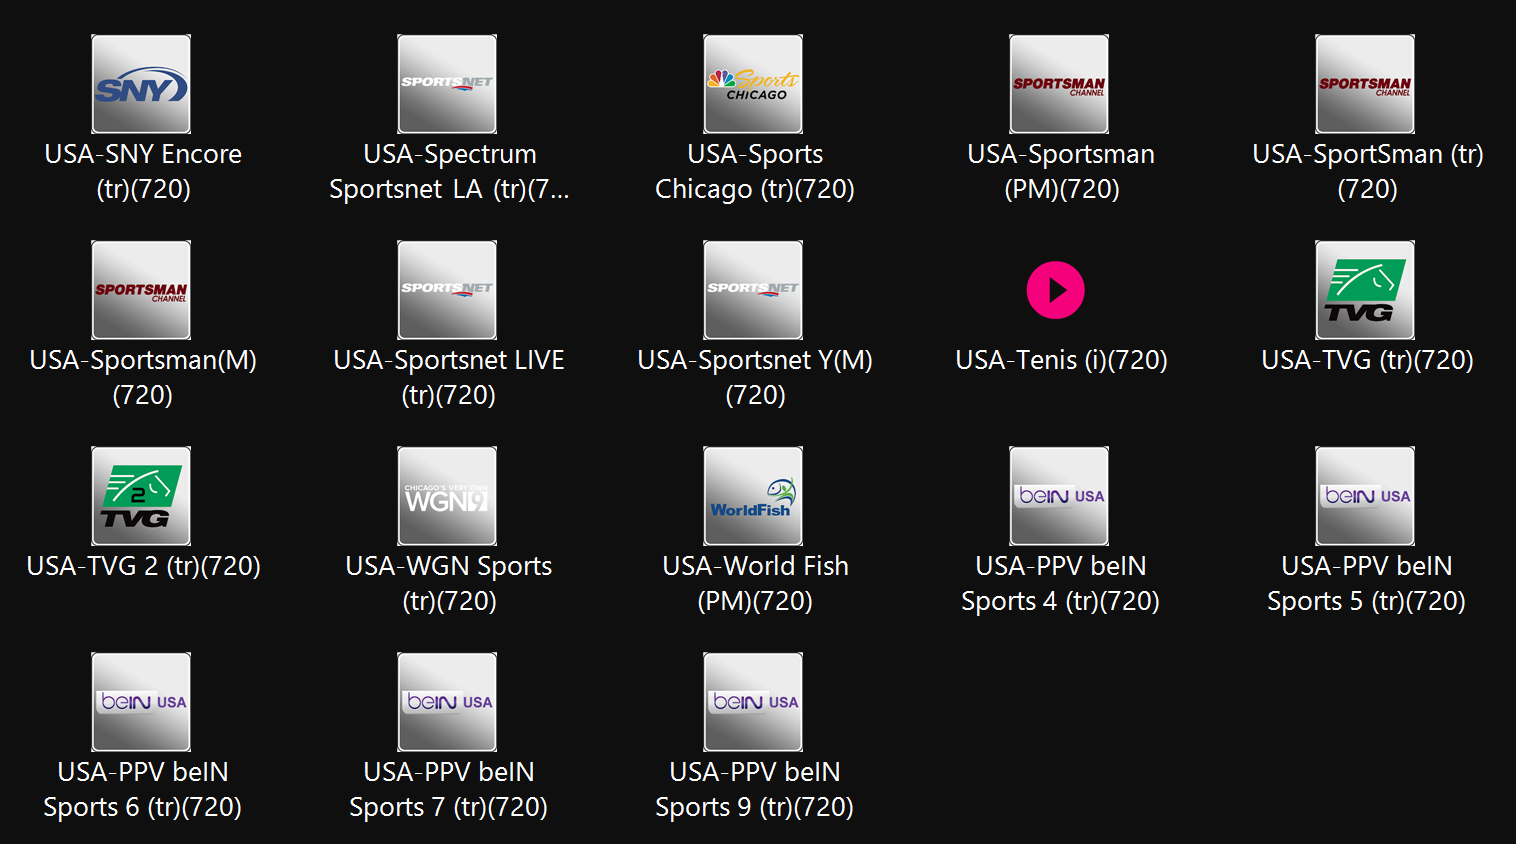 SNY
SPORTSNET
Sports
CHICAGO
SPORTSMAN
CHANNEL
SPORTSMAN
CHANNEL
USA-SNY Encore
(tr)(720)
USA-Spectrum
Sportsnet LA (tr)(7...
USA-Sports
Chicago (tr)(720)
USA-Sportsman
(PM)(720)
USA-SportSman (tr)
(720)
SPORTSMAN
CHANNEL
SPORTSNET
SPORTSNET
TVG
USA-Sportsman(M)
(720)
USA-Sportsnet LIVE
(tr)(720)
USA-Sportsnet Y(M)
(720)
USA-Tenis (i)(720)
USA-TVG (tr)(720)
2
TVG
CHICAGO'S VERY OWN
WGN9
WorldFish
beIN USA
beIN USA
USA-TVG 2 (tr)(720)
USA-WGN Sports
(tr)(720)
USA-World Fish
(PM)(720)
USA-PPV beIN
Sports 4 (tr)(720)
USA-PPV beIN
Sports 5 (tr)(720)
beIN USA
beIN USA
beIN USA
USA-PPV beIN
Sports 6 (tr)(720)
USA-PPV beIN
Sports 7 (tr)(720)
USA-PPV beIN
Sports 9 (tr)(720)